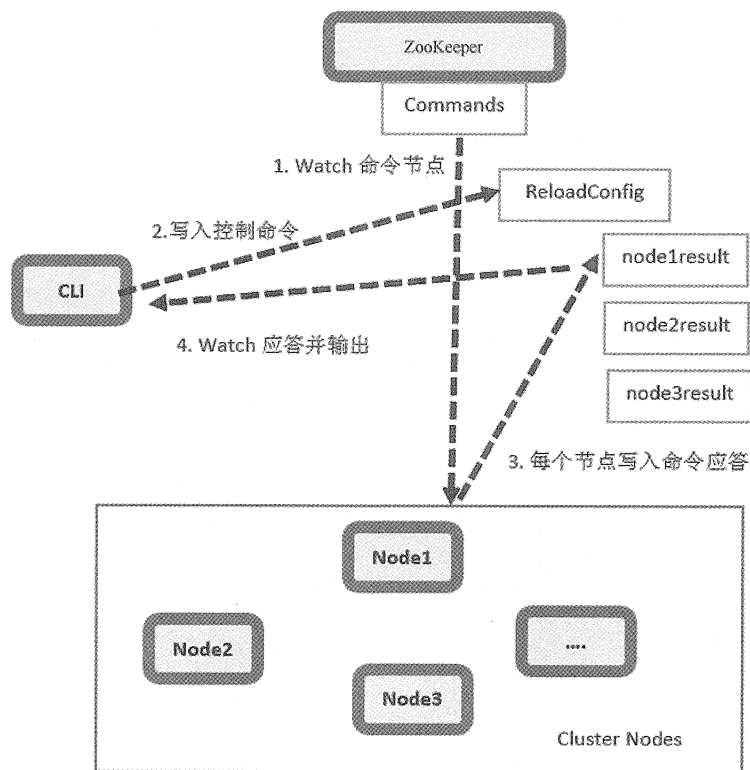 ZooKeeper
Commands
1. Watch 命令节点
ReloadConfig
2.写入控制命令
node1result
CLI
node2result
4. Watch 应答并输出
node3result
3. 每个节点写入命令应答
Node1
Node2
....
Node3
Cluster Nodes